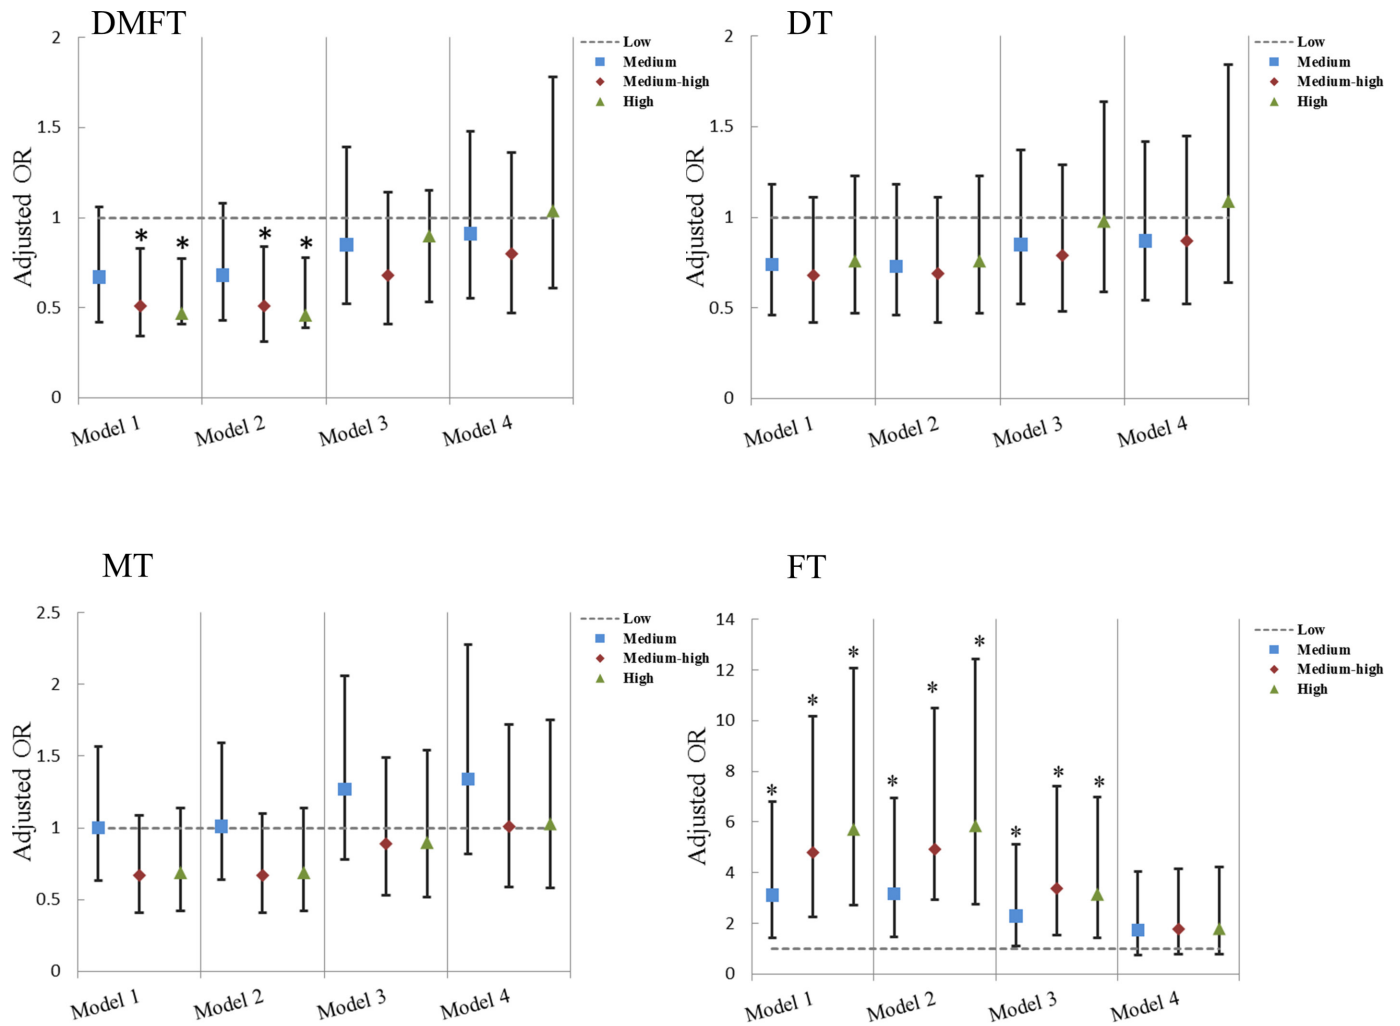 DMFT
Adjusted OR
2
1.5
1
0.5
0
* * * *
Model 1 Model 2 Model 3 Model 4
Low
Medium
Medium-high
High
DT
Adjusted OR
2
1.5
1
0.5
0
Model 1 Model 2 Model 3 Model 4
Low
Medium
Medium-high
High
MT
Adjusted OR
2.5
2
1.5
1
0.5
0
Model 1 Model 2 Model 3 Model 4
Low
Medium
Medium-high
High
FT
Adjusted OR
14
12
10
8
6
4
2
0
* * * * * * * * *
Model 1 Model 2 Model 3 Model 4
Low
Medium
Medium-high
High